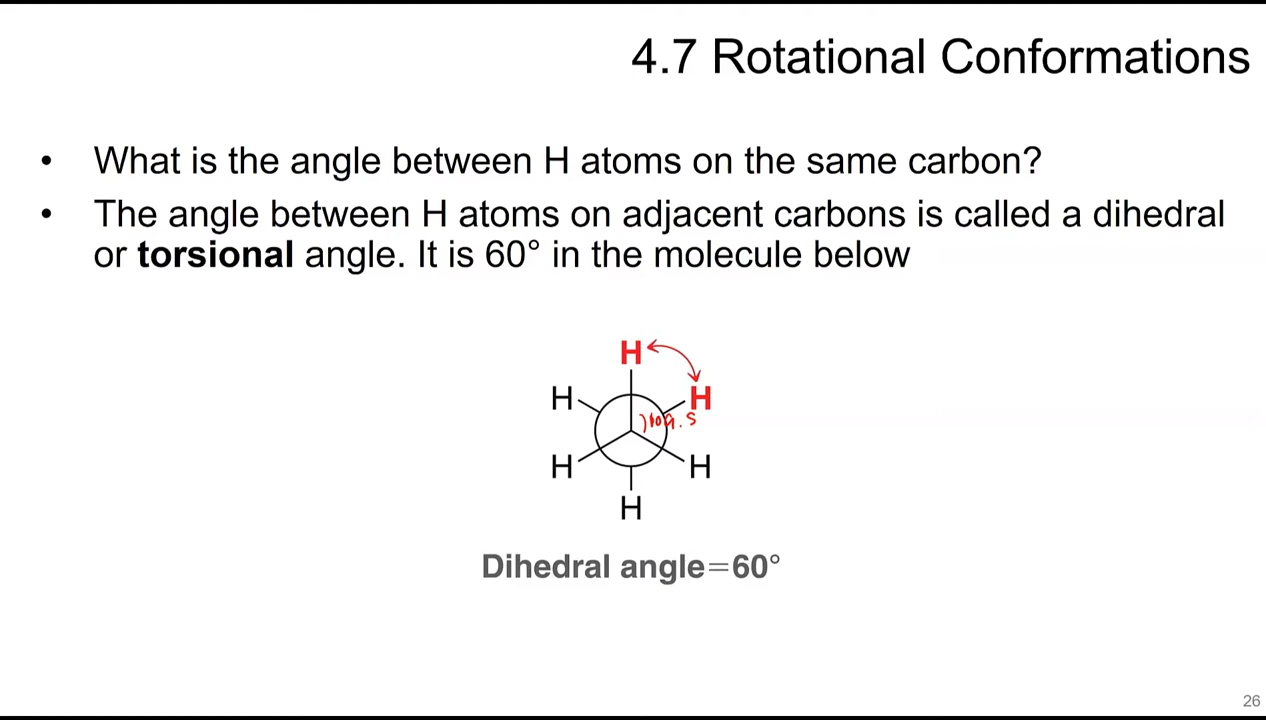 4.7 Rotational Conformations
• What is the angle between H atoms on the same carbon?
• The angle between H atoms on adjacent carbons is called a dihedral
or torsional angle. It is 60° in the molecule below
H
H H
)109.5
H H
H
Dihedral angle=60°
26